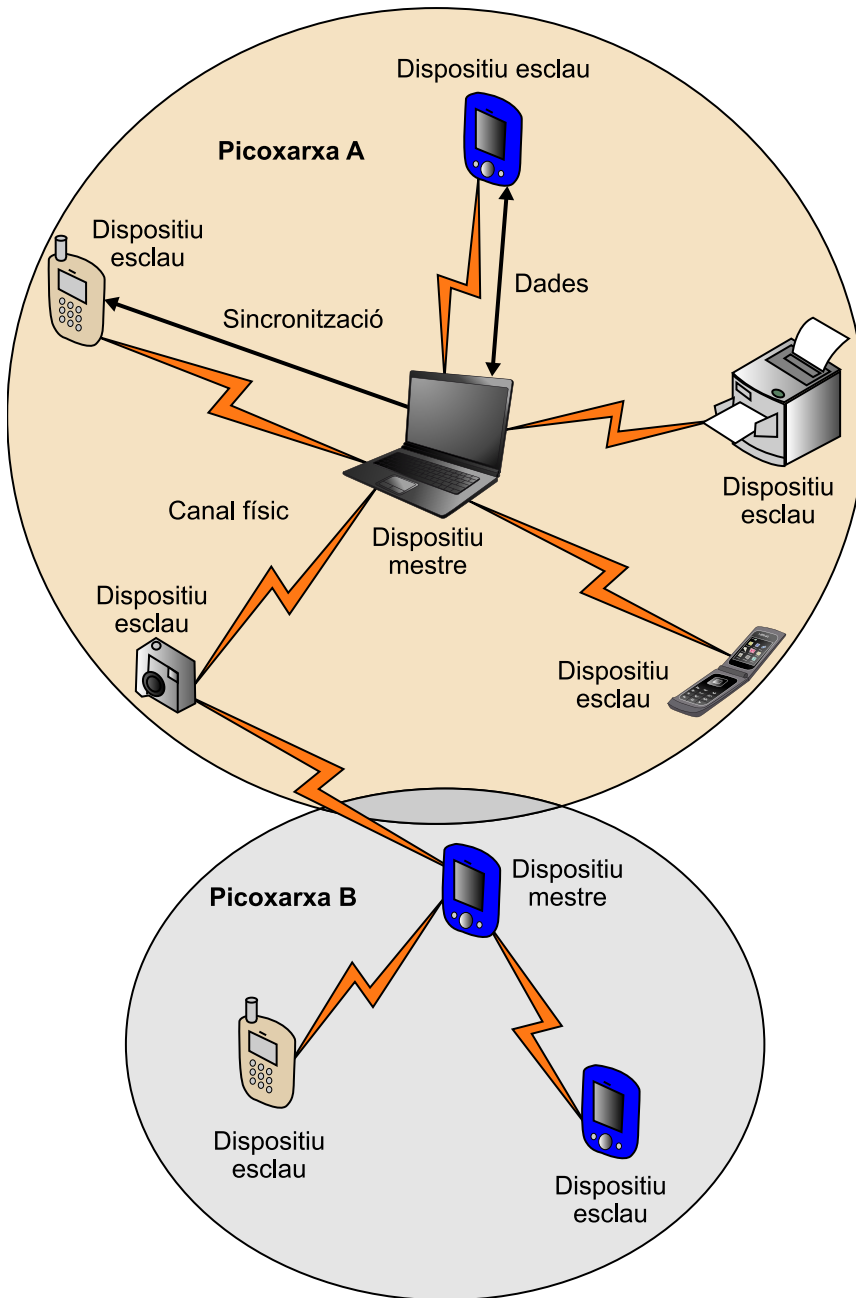 Dispositiu esclau
Picoxarxa A
Dispositiu
esclau
Dades
Sincronització
Dispositiu
esclau
Canal físic
Dispositiu
mestre
Dispositiu
esclau
Dispositiu
esclau
Dispositiu
mestre
Picoxarxa B
Dispositiu
esclau
Dispositiu
esclau